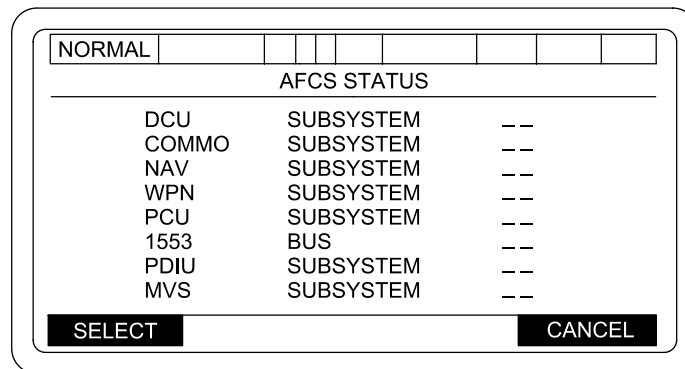 NORMAL
AFCS STATUS
DCU SUBSYSTEM _ _
COMMO SUBSYSTEM _ _
NAV SUBSYSTEM _ _
WPN SUBSYSTEM _ _
PCU SUBSYSTEM _ _
1553 BUS _ _
PDIU SUBSYSTEM _ _
MVS SUBSYSTEM _ _
SELECT CANCEL